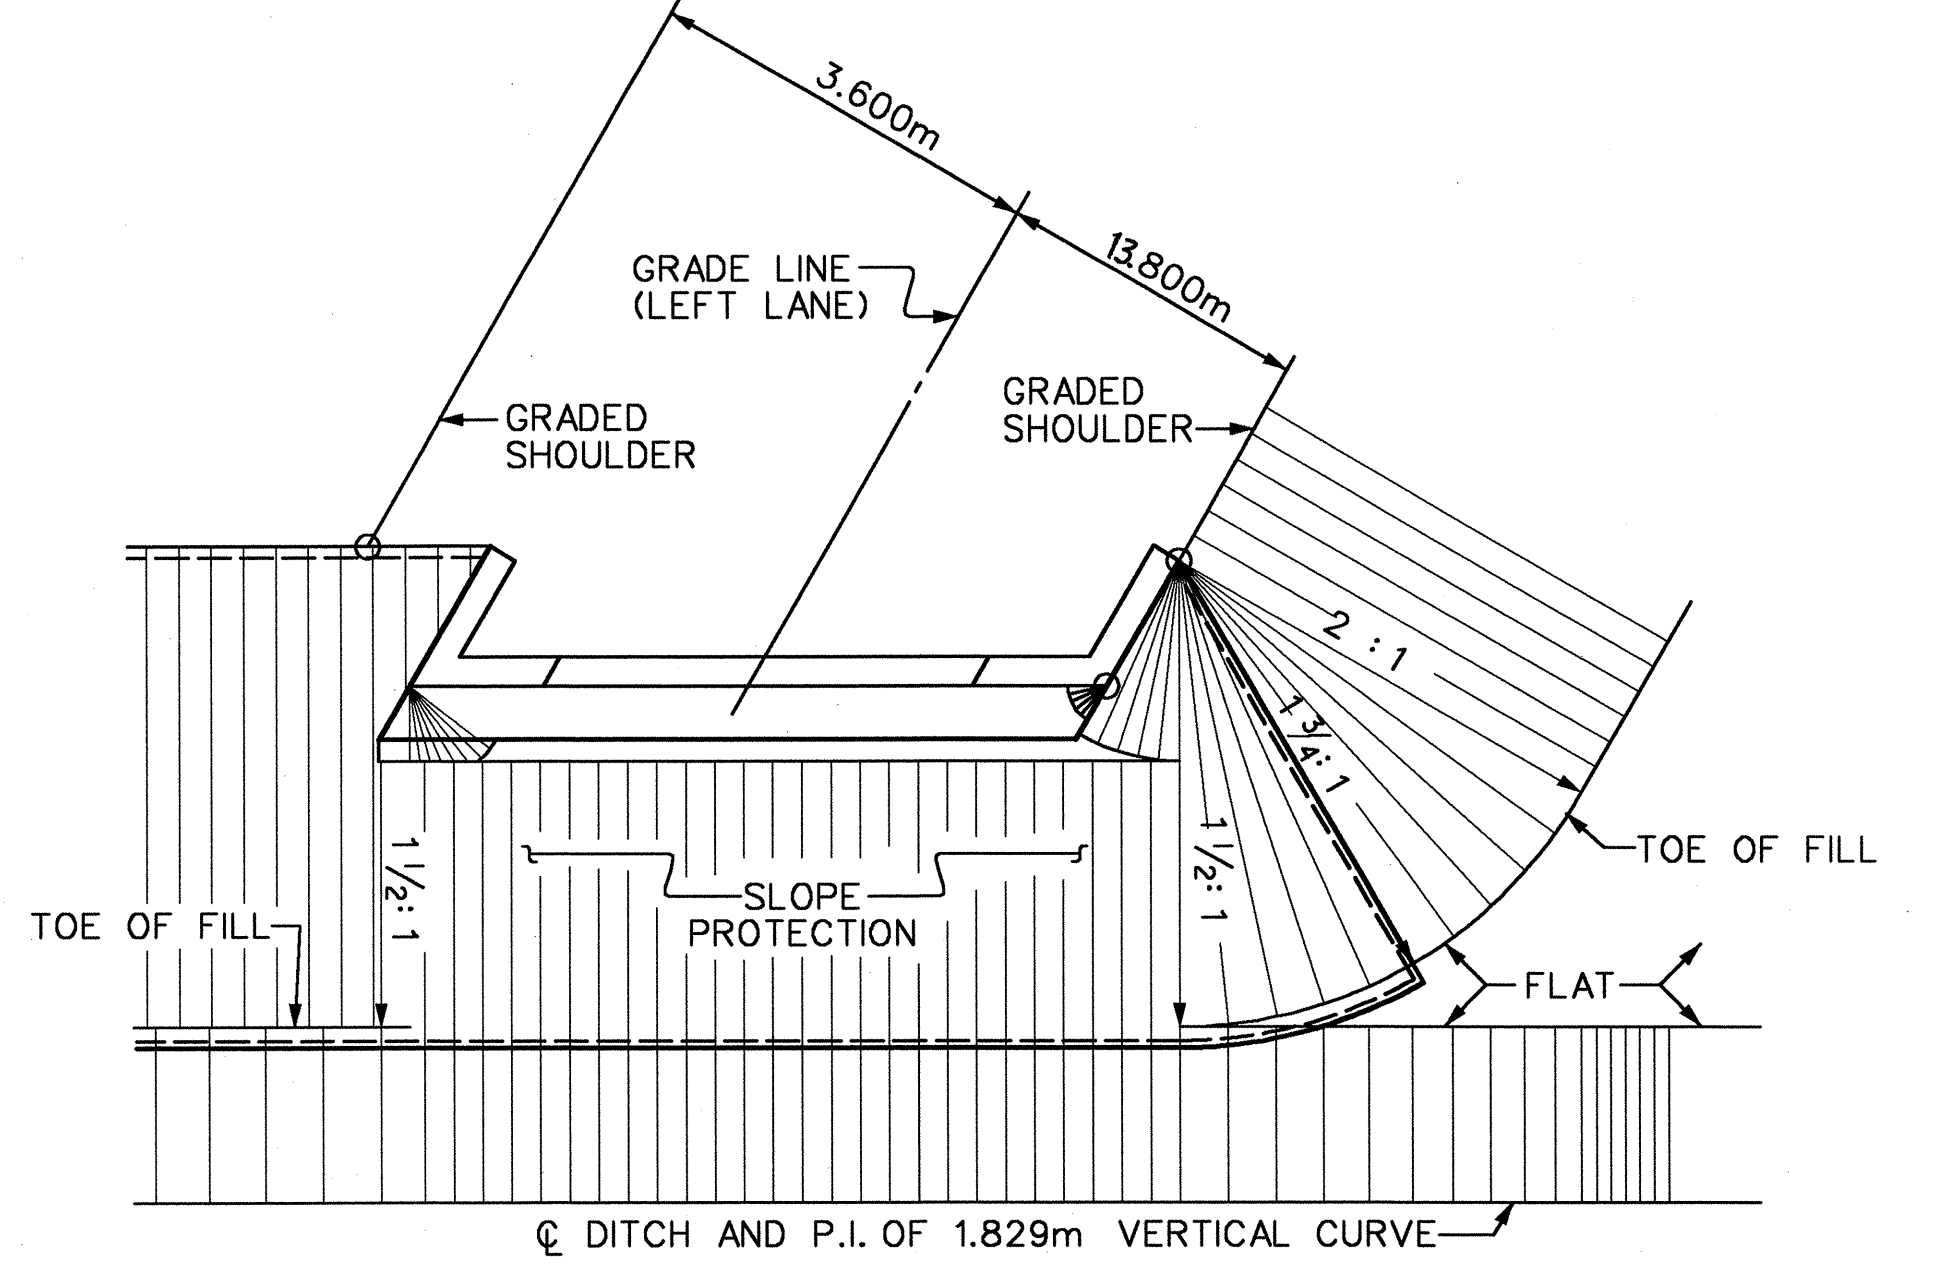 3.600m
13.800m
GRADE LINE
(LEFT LANE)
GRADED
SHOULDER
GRADED
SHOULDER
2 : 1
1 3/4 : 1
1 1/2 : 1
1 1/2 : 1
TOE OF FILL
SLOPE
PROTECTION
TOE OF FILL
FLAT
℄ DITCH AND P.I. OF 1.829m VERTICAL CURVE